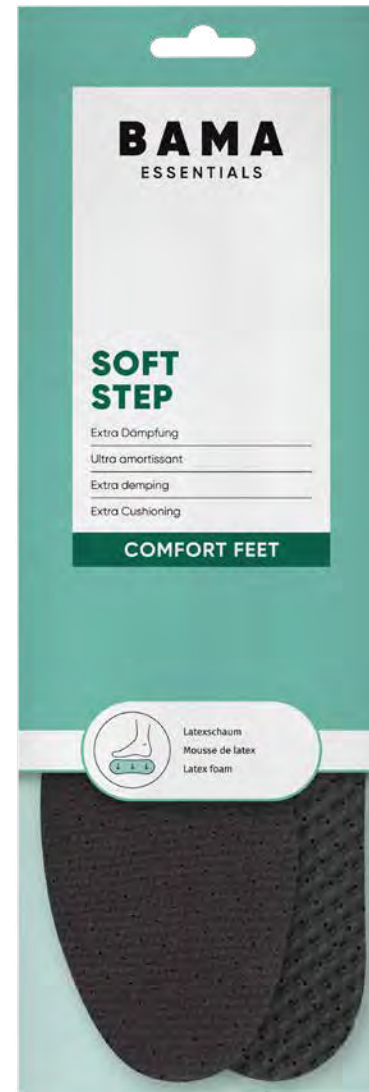 BAMA
ESSENTIALS
SOFT
STEP
Extra Dämpfung
Ultra amortissant
Extra demping
Extra Cushioning
COMFORT FEET
Latexschaum
Mousse de latex
Latex foam